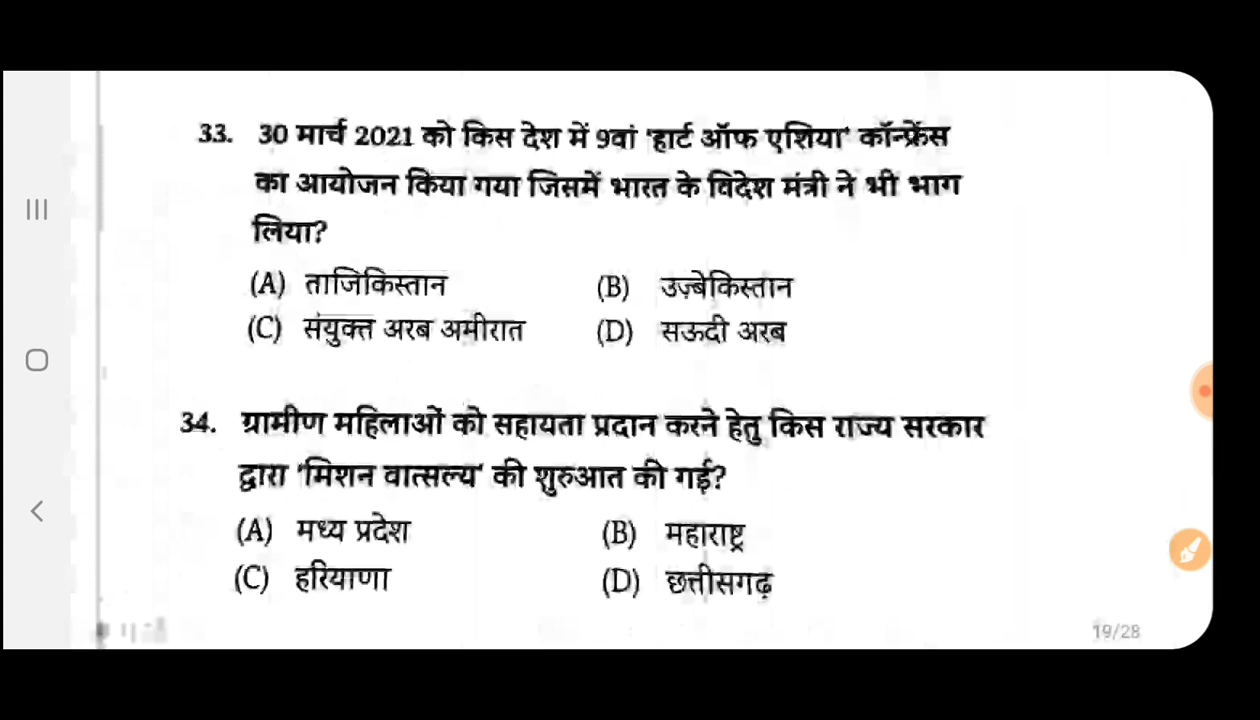 33. 30 मार्च 2021 को किस देश में 9वां 'हार्ट ऑफ एशिया' कॉन्फ्रेंस
का आयोजन किया गया जिसमें भारत के विदेश मंत्री ने भी भाग
लिया?
(A) ताजिकिस्तान (B) उज़्बेकिस्तान
(C) संयुक्त अरब अमीरात (D) सऊदी अरब
34. ग्रामीण महिलाओं को सहायता प्रदान करने हेतु किस राज्य सरकार
द्वारा 'मिशन वात्सल्य' की शुरुआत की गई?
(A) मध्य प्रदेश (B) महाराष्ट्र
(C) हरियाणा (D) छत्तीसगढ़
19/28